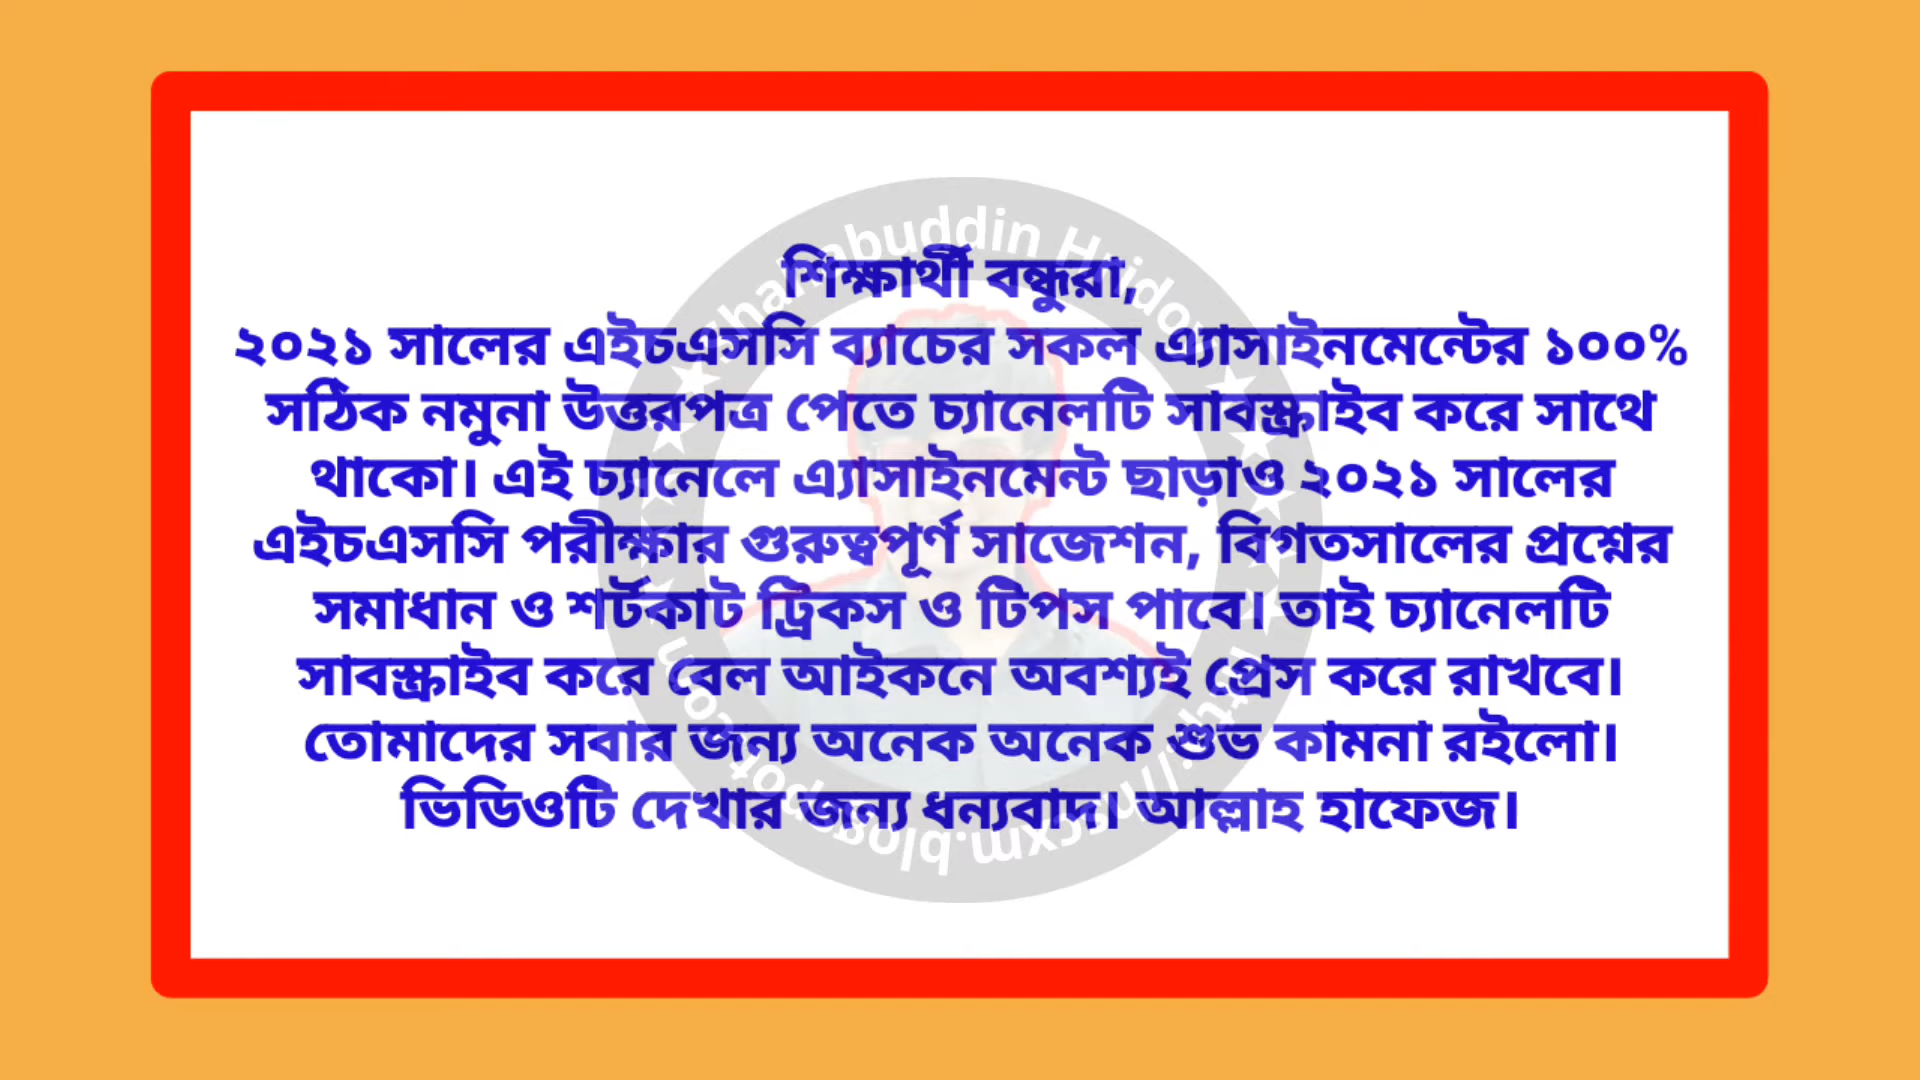 শিক্ষার্থী বন্ধুরা,
২০২১ সালের এইচএসসি ব্যাচের সকল এ্যাসাইনমেন্টের ১০০%
সঠিক নমুনা উত্তরপত্র পেতে চ্যানেলটি সাবস্ক্রাইব করে সাথে
থাকো। এই চ্যানেলে এ্যাসাইনমেন্ট ছাড়াও ২০২১ সালের
এইচএসসি পরীক্ষার গুরুত্বপূর্ণ সাজেশন, বিগতসালের প্রশ্নের
সমাধান ও শর্টকাট ট্রিকস ও টিপস পাবে। তাই চ্যানেলটি
সাবস্ক্রাইব করে বেল আইকনে অবশ্যই প্রেস করে রাখবে।
তোমাদের সবার জন্য অনেক অনেক শুভ কামনা রইলো।
ভিডিওটি দেখার জন্য ধন্যবাদ। আল্লাহ হাফেজ।